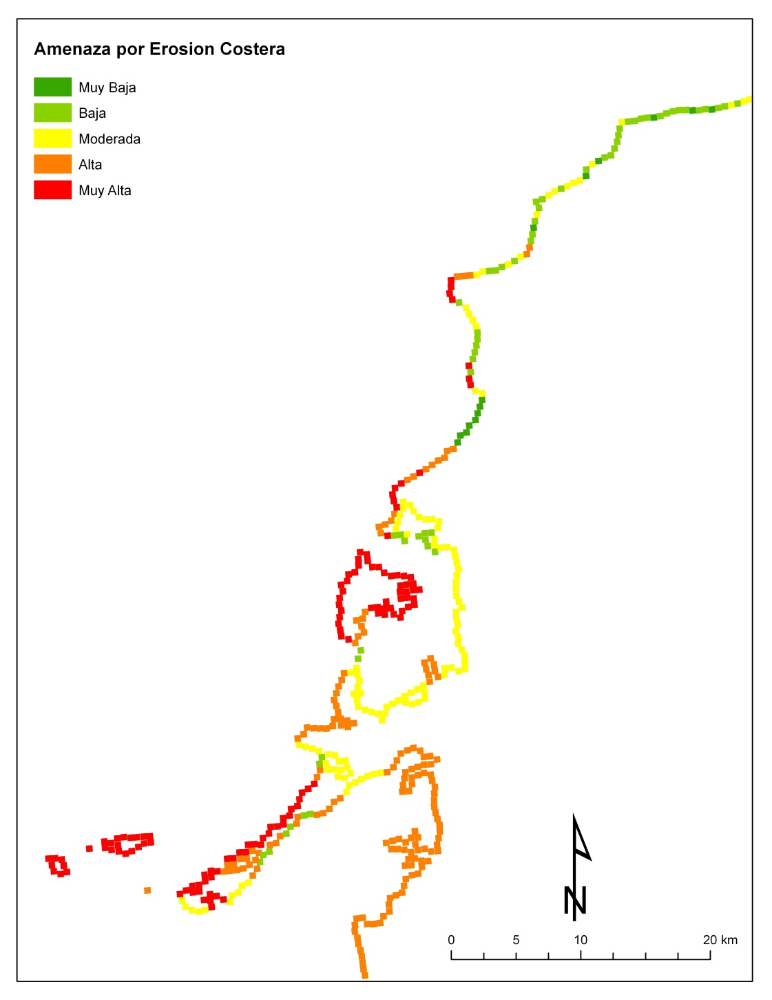 Amenaza por Erosion Costera
Muy Baja
Baja
Moderada
Alta
Muy Alta
N
0 5 10 20 km